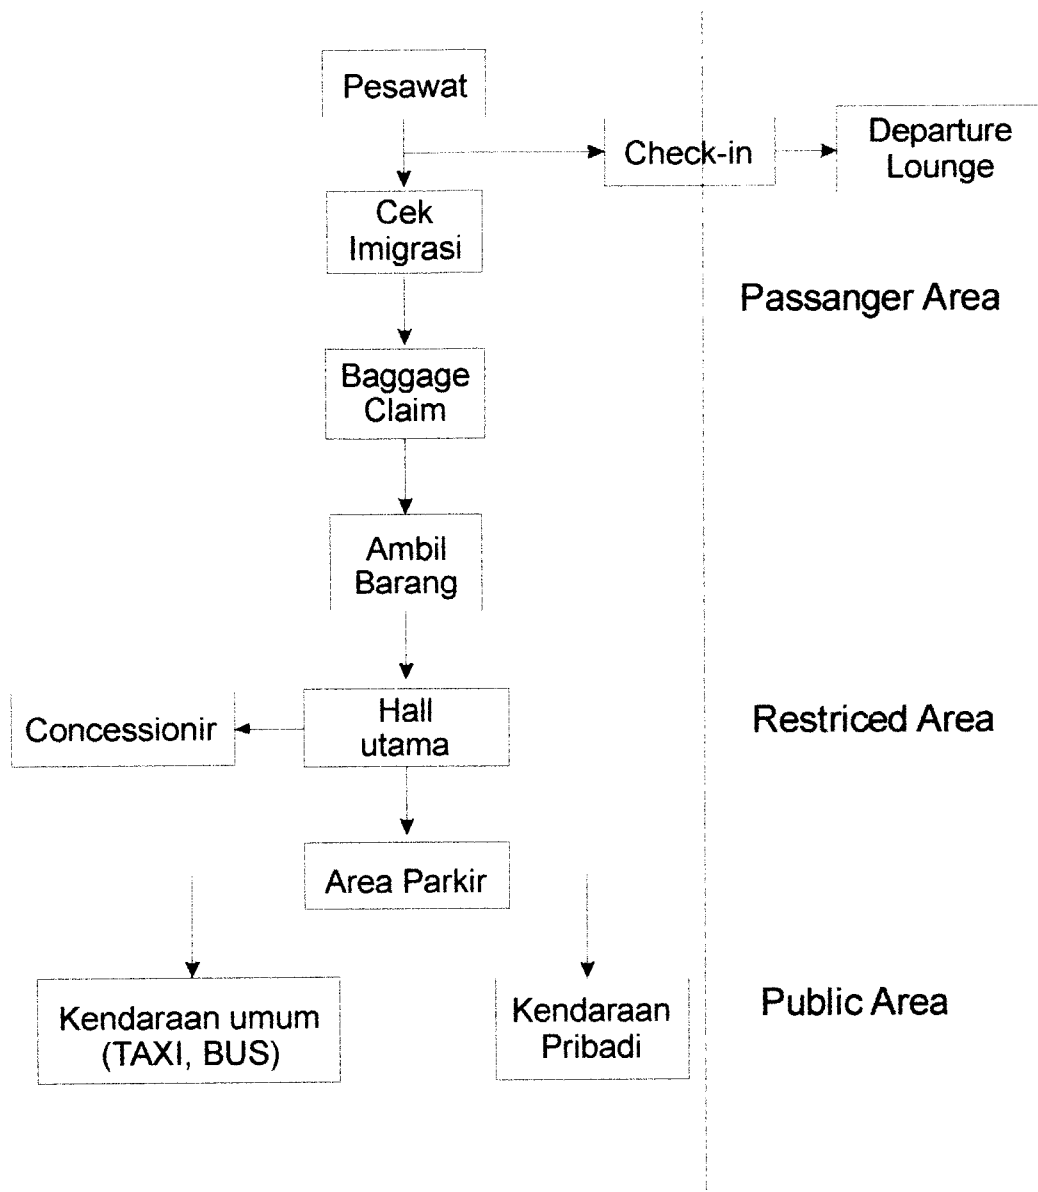 Pesawat
Check-in
Departure
Lounge
Cek
Imigrasi
Passanger Area
Baggage
Claim
Ambil
Barang
Concessionir
Hall
utama
Restriced Area
Area Parkir
Kendaraan umum
(TAXI, BUS)
Kendaraan
Pribadi
Public Area